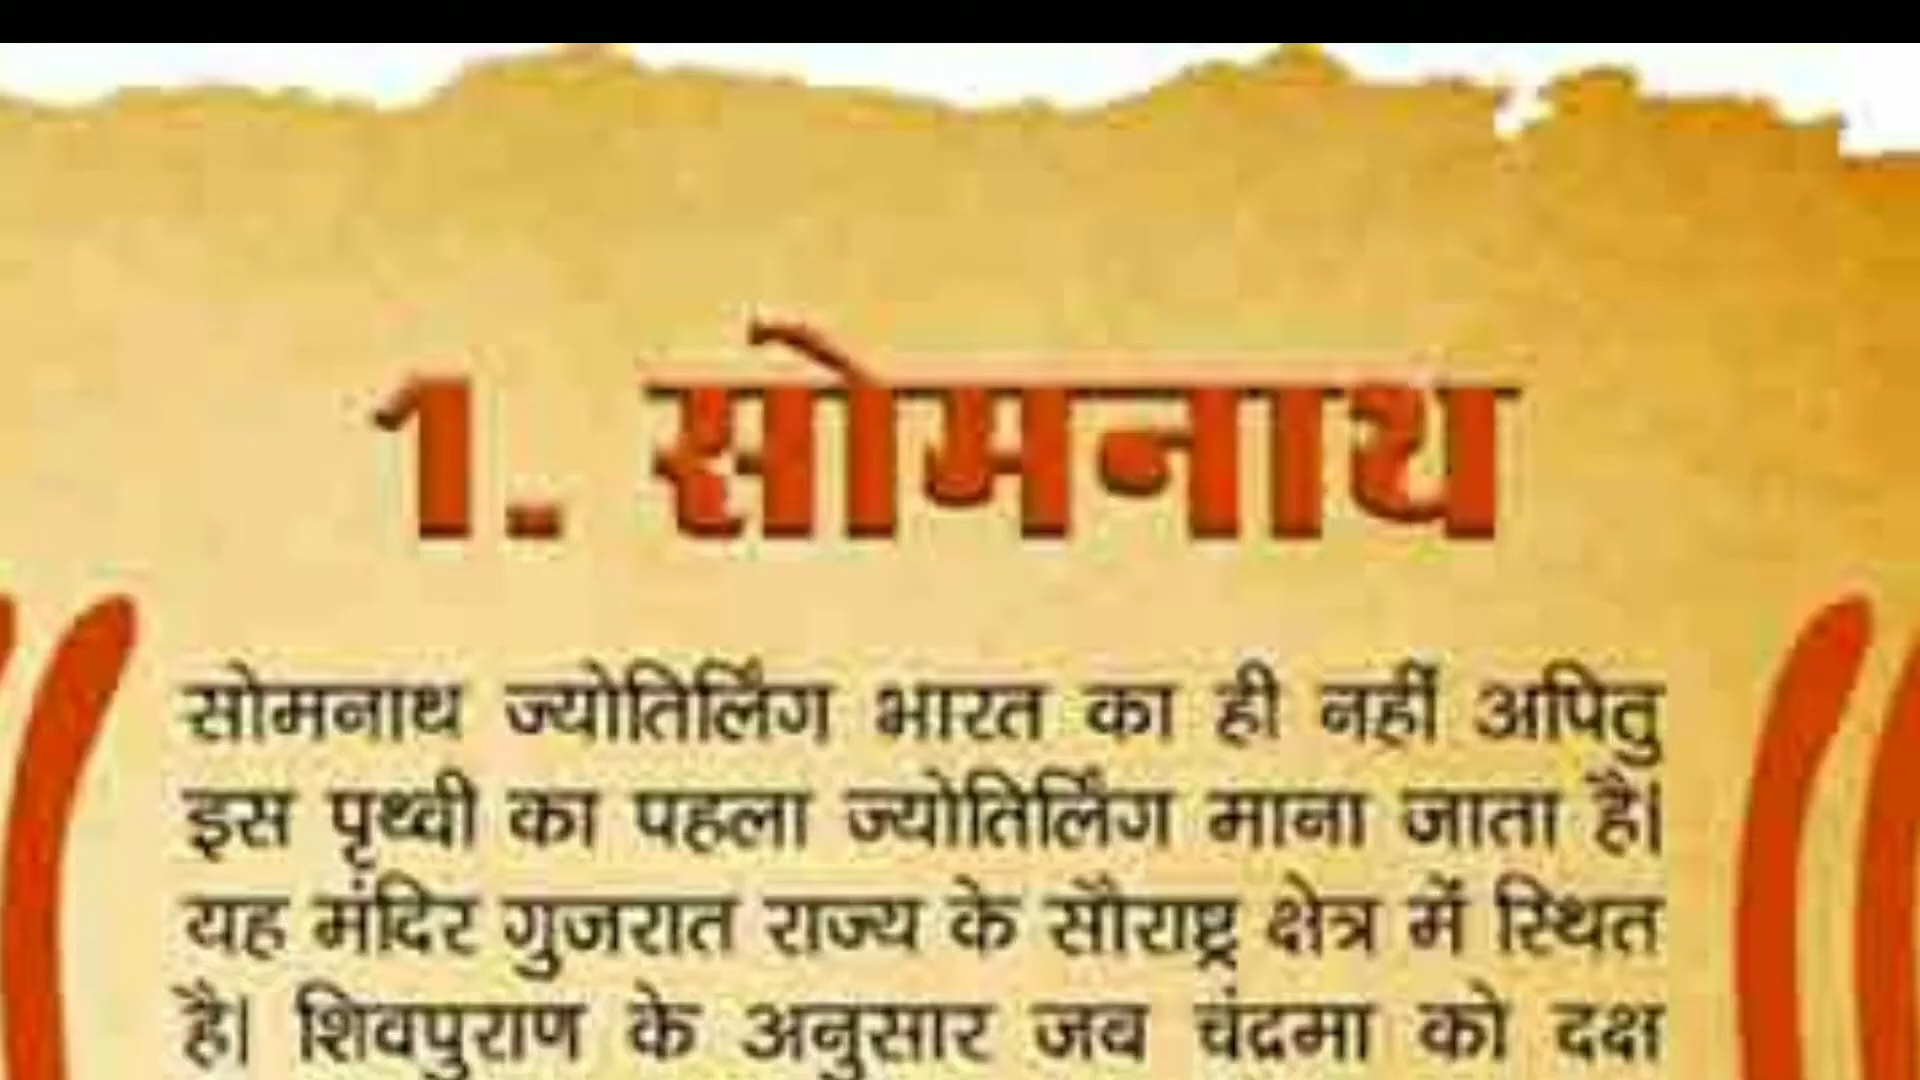 1. सोमनाथ
सोमनाथ ज्योतिर्लिंग भारत का ही नहीं अपितु
इस पृथ्वी का पहला ज्योतिर्लिंग माना जाता है।
यह मंदिर गुजरात राज्य के सौराष्ट्र क्षेत्र में स्थित
है। शिवपुराण के अनुसार जब चंद्रमा को दक्ष